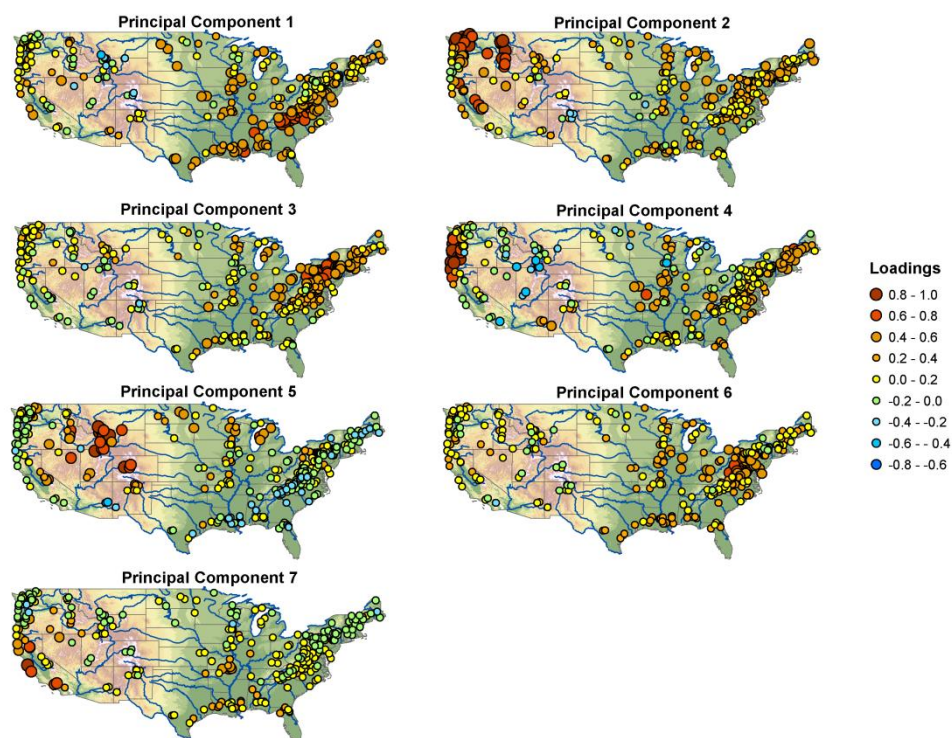 Principal Component 1
Principal Component 2
Principal Component 3
Principal Component 4
Principal Component 5
Principal Component 6
Principal Component 7
Loadings
0.8 - 1.0
0.6 - 0.8
0.4 - 0.6
0.2 - 0.4
0.0 - 0.2
-0.2 - 0.0
-0.4 - -0.2
-0.6 - -0.4
-0.8 - -0.6